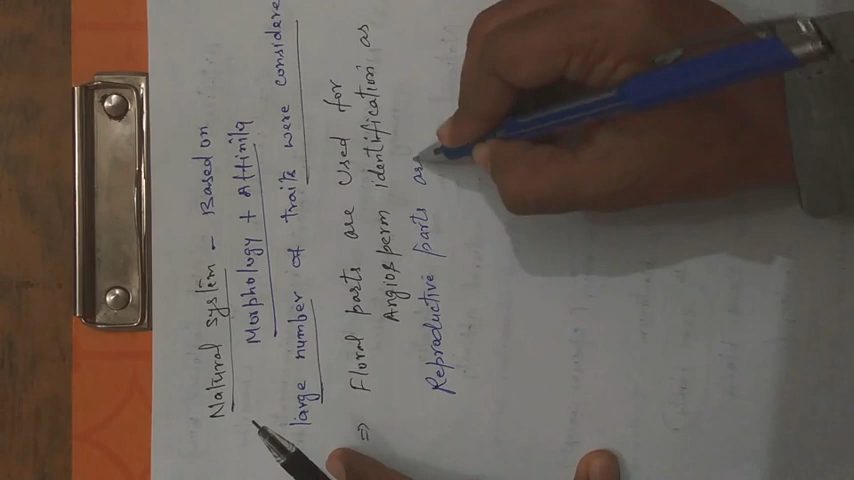 Natural system - Based on
Morphology + Affinity
large number of traits were considere
⇒ Floral parts are used for
Angiosperm identification as
Reproductive parts as